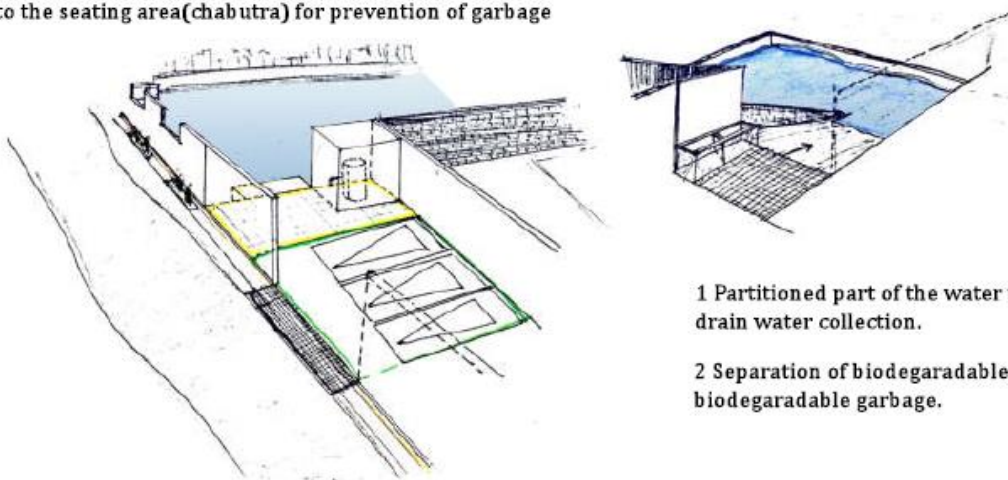 to the seating area(chabutra) for prevention of garbage
1 Partitioned part of the water
drain water collection.
2 Separation of biodegaradable
biodegaradable garbage.